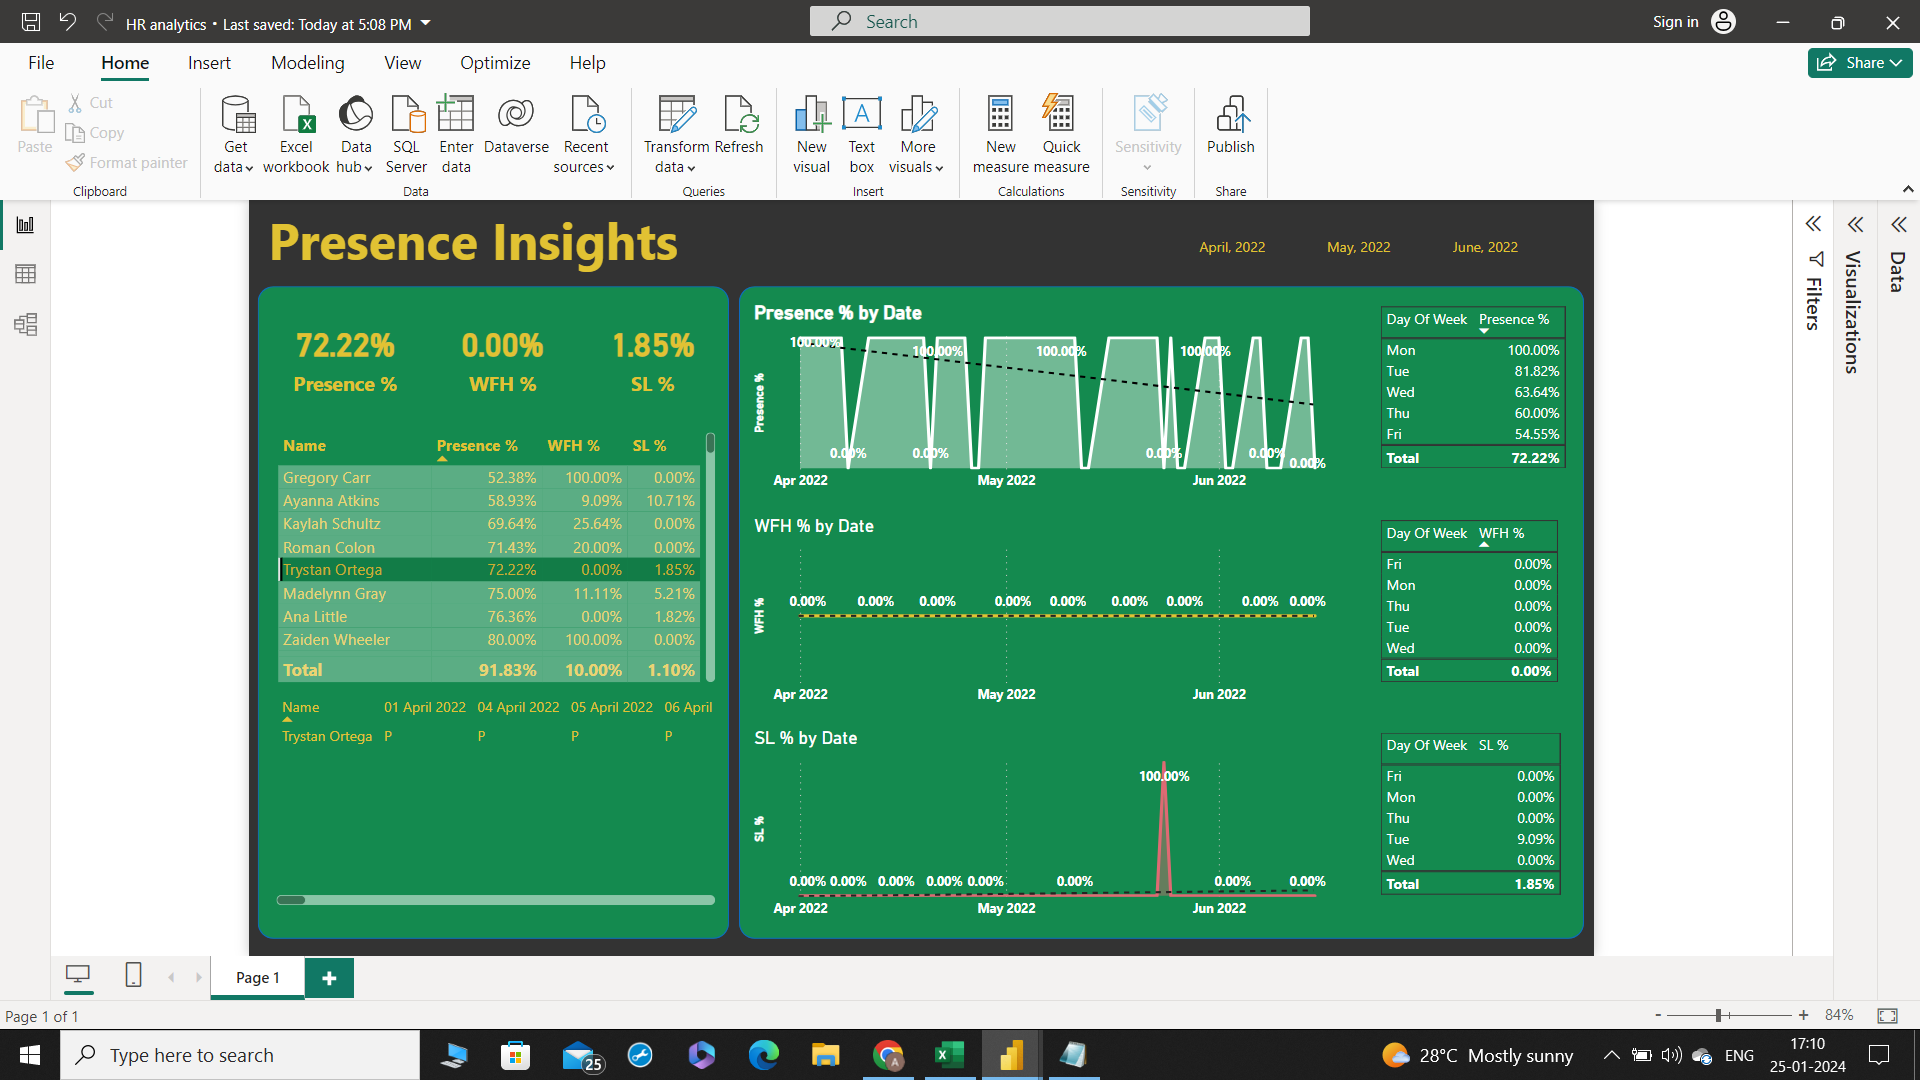 HR analytics • Last saved: Today at 5:08 PM
Search
Sign in
File Home Insert Modeling View Optimize Help
Share
Paste
Cut
Copy
Format painter
Clipboard
Get data
Excel workbook
Data hub
SQL Server
Enter data
Dataverse
Recent sources
Data
Transform data
Refresh
Queries
New visual
Text box
More visuals
Insert
New measure
Quick measure
Calculations
Sensitivity
Sensitivity
Publish
Share
Presence Insights
April, 2022 May, 2022 June, 2022
72.22% 0.00% 1.85%
Presence % WFH % SL %
Name Presence % WFH % SL %
Gregory Carr 52.38% 100.00% 0.00%
Ayanna Atkins 58.93% 9.09% 10.71%
Kaylah Schultz 69.64% 25.64% 0.00%
Roman Colon 71.43% 20.00% 0.00%
Trystan Ortega 72.22% 0.00% 1.85%
Madelynn Gray 75.00% 11.11% 5.21%
Ana Little 76.36% 0.00% 1.82%
Zaiden Wheeler 80.00% 100.00% 0.00%
Total 91.83% 10.00% 1.10%
Name 01 April 2022 04 April 2022 05 April 2022 06 April
Trystan Ortega P P P P
Presence % by Date
Presence %
100.00% 100.00% 100.00% 100.00%
0.00% 0.00% 0.00% 0.00% 0.00%
Apr 2022 May 2022 Jun 2022
Day Of Week Presence %
Mon 100.00%
Tue 81.82%
Wed 63.64%
Thu 60.00%
Fri 54.55%
Total 72.22%
WFH % by Date
WFH %
0.00% 0.00% 0.00% 0.00% 0.00% 0.00% 0.00% 0.00% 0.00%
Apr 2022 May 2022 Jun 2022
Day Of Week WFH %
Fri 0.00%
Mon 0.00%
Thu 0.00%
Tue 0.00%
Wed 0.00%
Total 0.00%
SL % by Date
SL %
100.00%
0.00% 0.00% 0.00% 0.00% 0.00% 0.00% 0.00% 0.00%
Apr 2022 May 2022 Jun 2022
Day Of Week SL %
Fri 0.00%
Mon 0.00%
Thu 0.00%
Tue 9.09%
Wed 0.00%
Total 1.85%
Filters
Visualizations
Data
Page 1
Page 1 of 1
84%
A
Type here to search
25
28°C Mostly sunny
ENG
17:10
25-01-2024